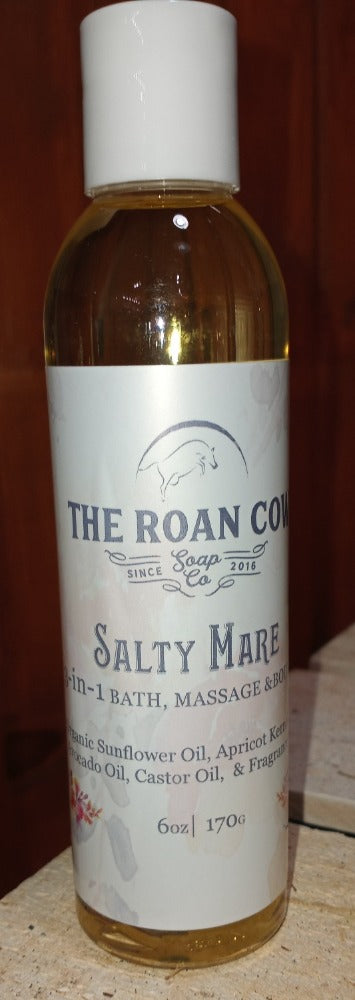 THE ROAN COW
Soap
SINCE Co 2016
SALTY MARE
-in-1 BATH, MASSAGE &
Sunflower Oil, Apricot
Oil, Castor Oil, &
6oz| 170G